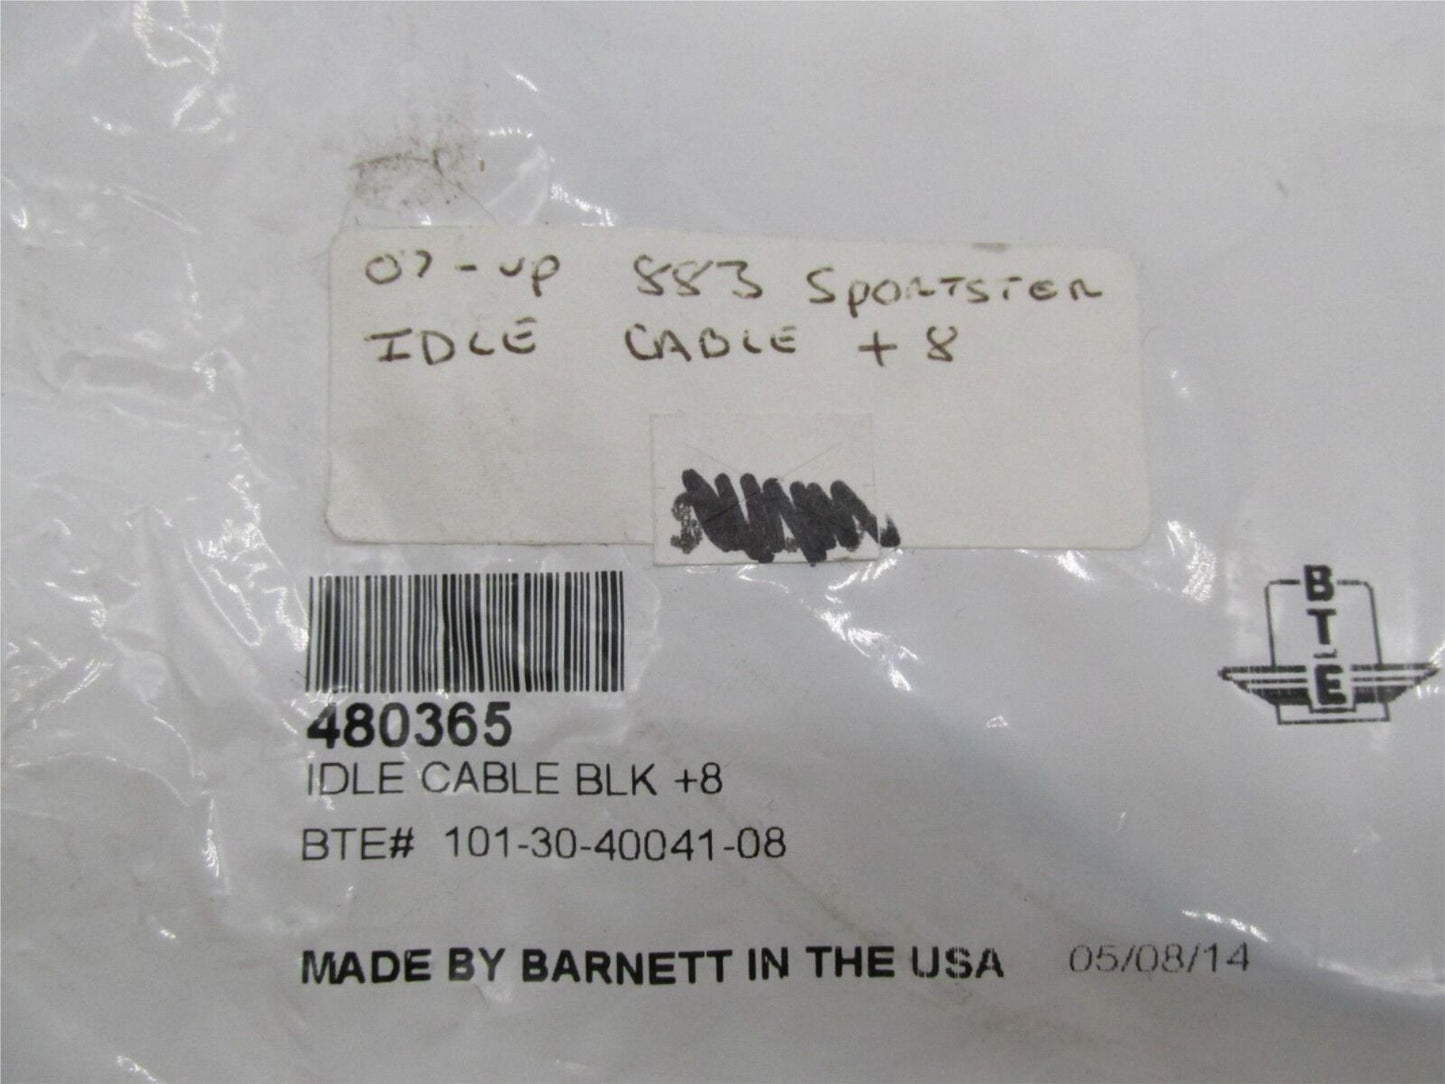 07-UP 883 SPORTSTER
IDLE CABLE +8
480365
IDLE CABLE BLK +8
BTE# 101-30-40041-08
MADE BY BARNETT IN THE USA 05/08/14
B
T
E